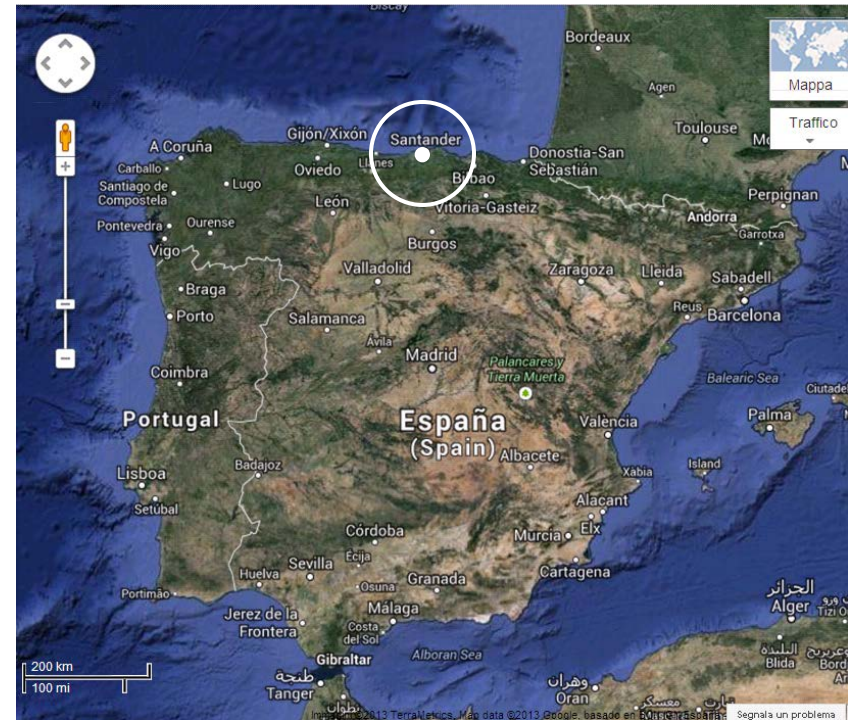 Biscay
Bordeaux
Mappa
Agen
Traffico
Toulouse
A Coruña
Gijón/Xixón
Santander
Donostia-San
Sebastián
Carballo
Oviedo
Llanes
Bilbao
Santiago de
Compostela
Lugo
León
Vitoria-Gasteiz
Perpignan
Andorra
Pontevedra
Ourense
Garrotxa
Vigo
Burgos
Valladolid
Zaragoza
Lleida
Sabadell
Braga
Reus
Porto
Salamanca
Barcelona
Ávila
Madrid
Palancares y
Tierra Muerta
Coimbra
Balearic Sea
Ciutadel
Portugal
España
(Spain)
València
Palma
Albacete
Lisboa
Badajoz
Xàbia
Island
Setúbal
Alacant
Córdoba
Murcia
Elx
Écija
Sevilla
Huelva
Osuna
Granada
Cartagena
Portimão
Málaga
Jerez de la
Frontera
Costa
del Sol
الجزائر
Alger
Tizi O
Alboran Sea
Gibraltar
البليدة
Blida
Bord
200 km
100 mi
طنجة
Tanger
وهران
Oran
تطوان
معسكر
Segnala un problema